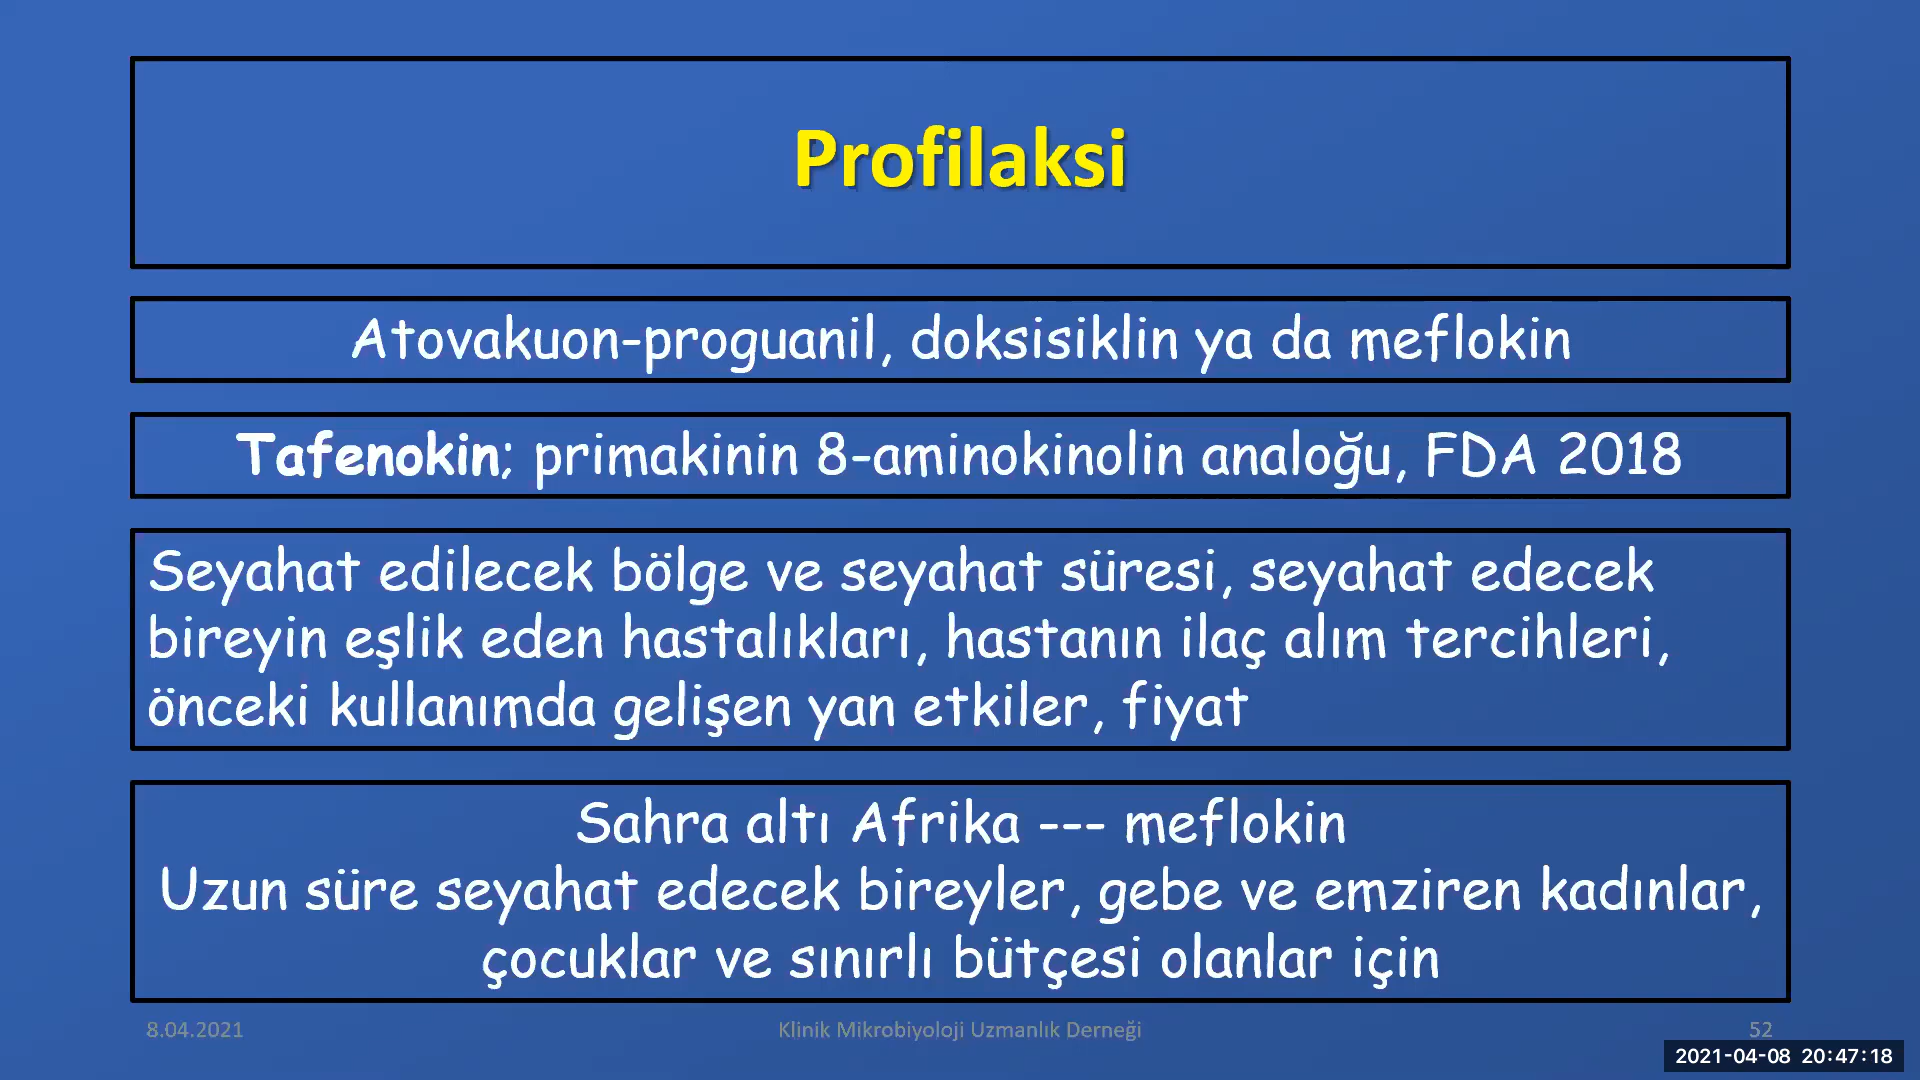 Profilaksi
Atovakuon-proguanil, doksisiklin ya da meflokin
Tafenokin; primakinin 8-aminokinolin analoğu, FDA 2018
Seyahat edilecek bölge ve seyahat süresi, seyahat edecek
bireyin eşlik eden hastalıkları, hastanın ilaç alım tercihleri,
önceki kullanımda gelişen yan etkiler, fiyat
Sahra altı Afrika --- meflokin
Uzun süre seyahat edecek bireyler, gebe ve emziren kadınlar,
çocuklar ve sınırlı bütçesi olanlar için
8.04.2021
Klinik Mikrobiyoloji Uzmanlık Derneği
52
2021-04-08 20:47:18